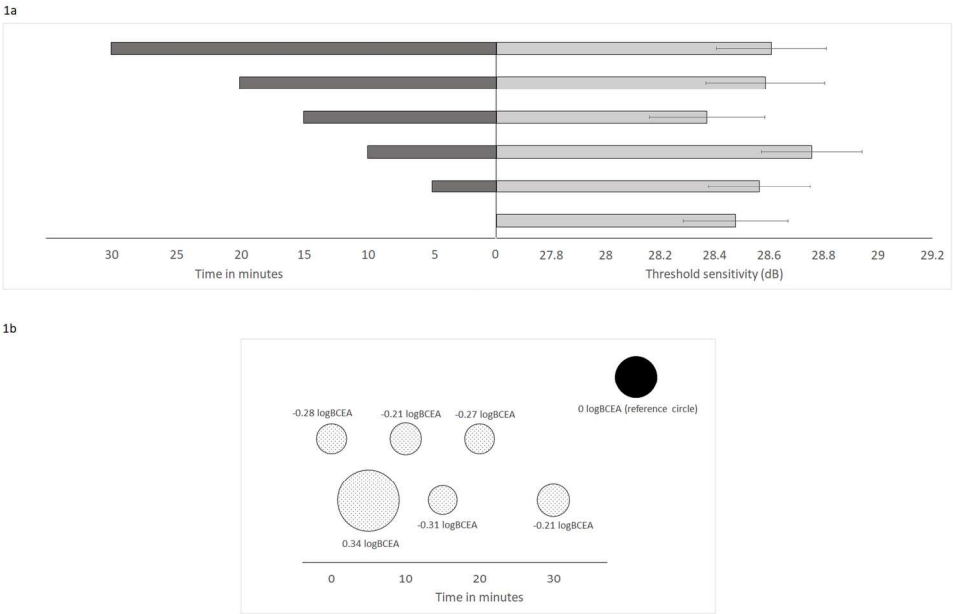 1a
30 25 20 15 10 5 0 27.8 28 28.2 28.4 28.6 28.8 29 29.2
Time in minutes Threshold sensitivity (dB)
1b
0 logBCEA (reference circle)
-0.28 logBCEA -0.21 logBCEA -0.27 logBCEA
-0.31 logBCEA -0.21 logBCEA
0.34 logBCEA
0 10 20 30
Time in minutes